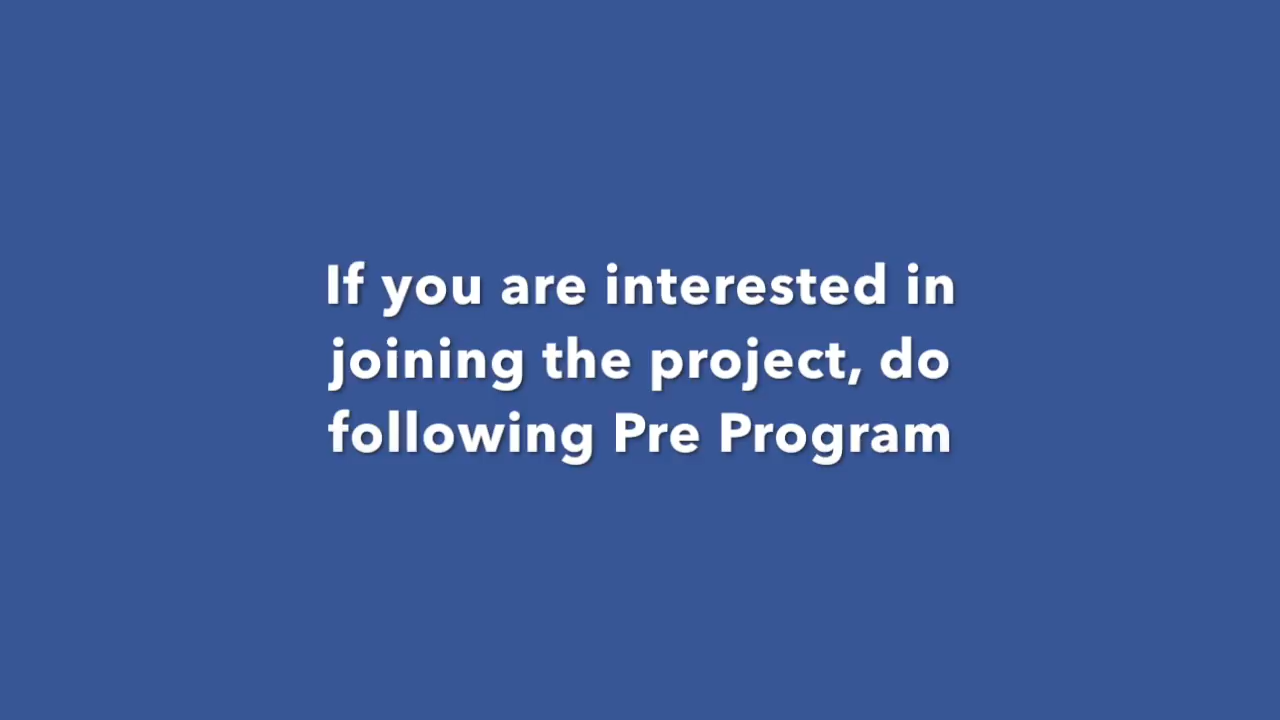 If you are interested in
joining the project, do
following Pre Program